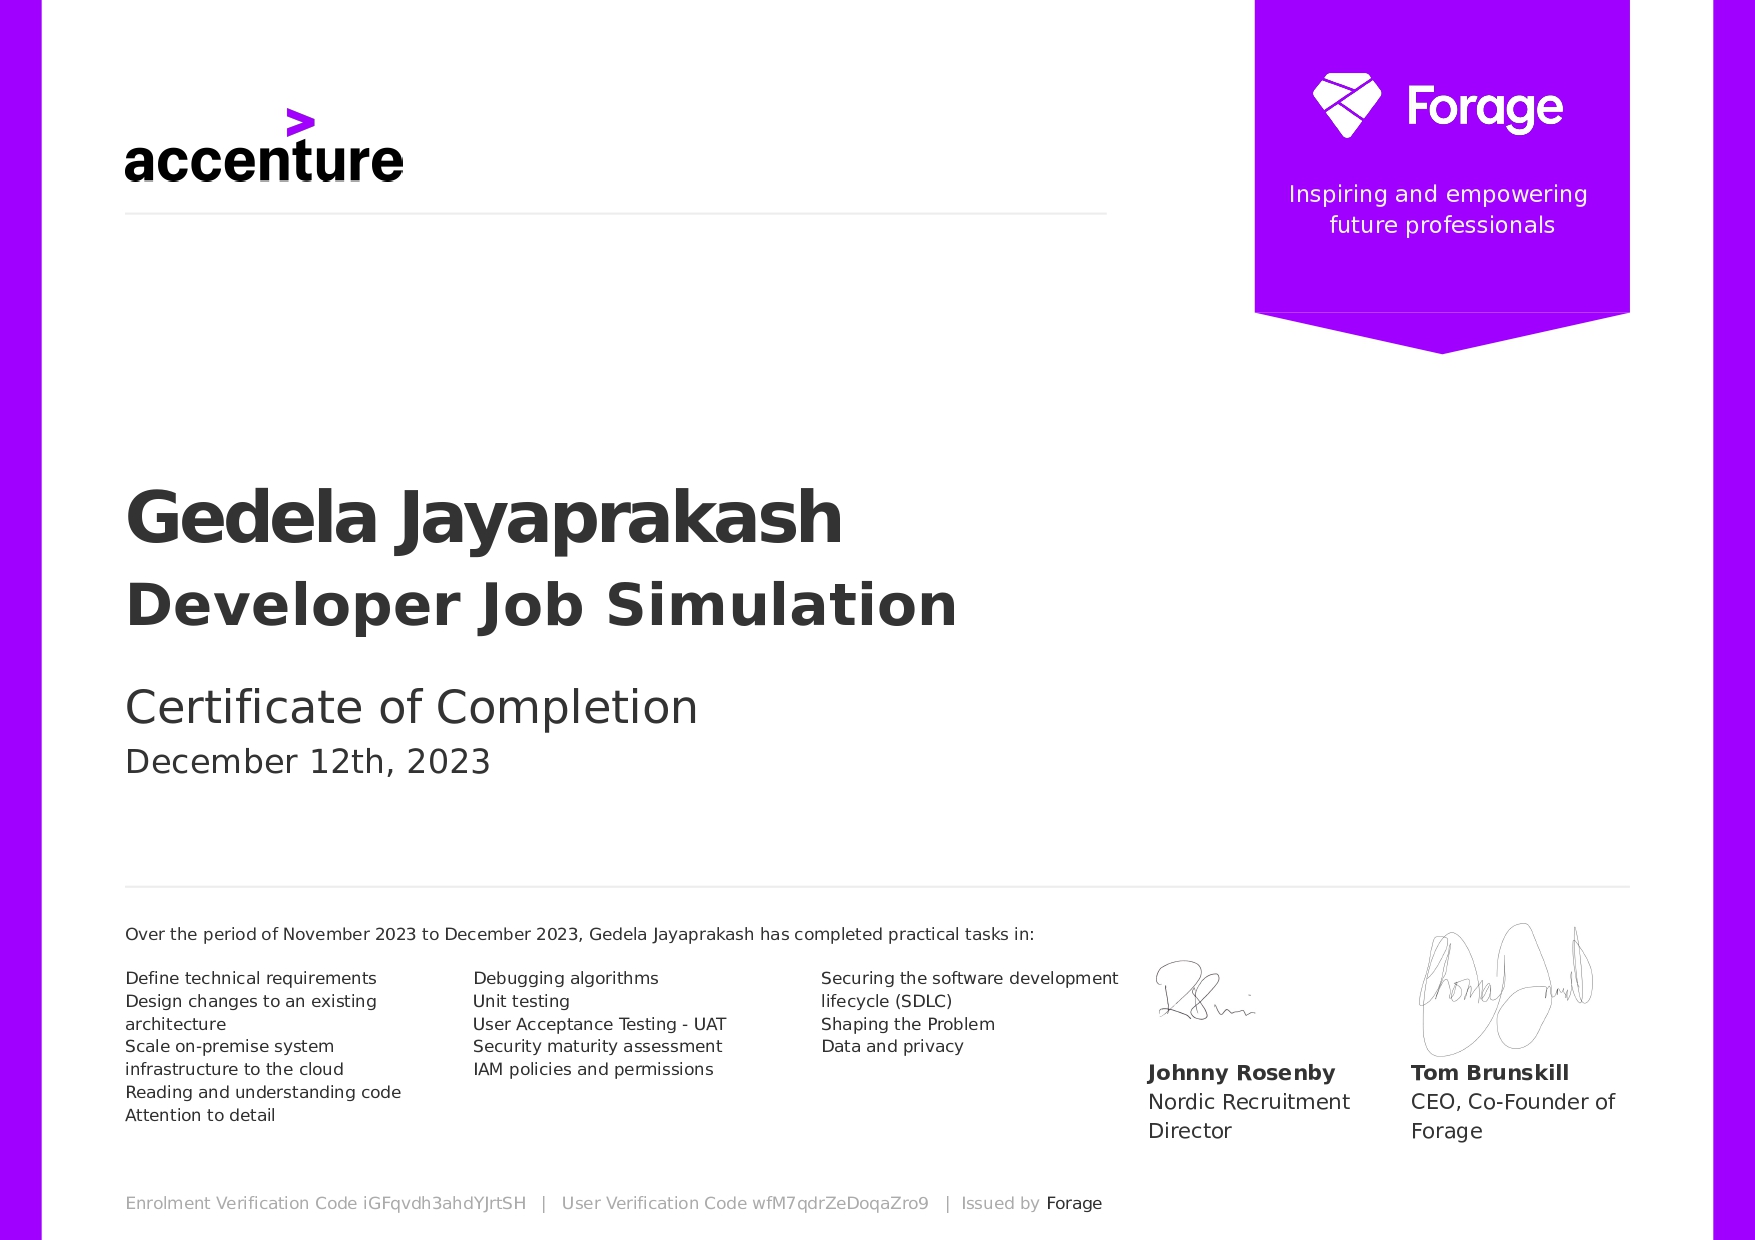 accenture
>
Forage
Inspiring and empowering
future professionals
Gedela Jayaprakash
Developer Job Simulation
Certificate of Completion
December 12th, 2023
Over the period of November 2023 to December 2023, Gedela Jayaprakash has completed practical tasks in:
Define technical requirements
Design changes to an existing
architecture
Scale on-premise system
infrastructure to the cloud
Reading and understanding code
Attention to detail
Debugging algorithms
Unit testing
User Acceptance Testing - UAT
Security maturity assessment
IAM policies and permissions
Securing the software development
lifecycle (SDLC)
Shaping the Problem
Data and privacy
Johnny Rosenby
Nordic Recruitment
Director
Tom Brunskill
CEO, Co-Founder of
Forage
Enrolment Verification Code iGFqvdh3ahdYJrtSH | User Verification Code wfM7qdrZeDoqaZro9 | Issued by Forage